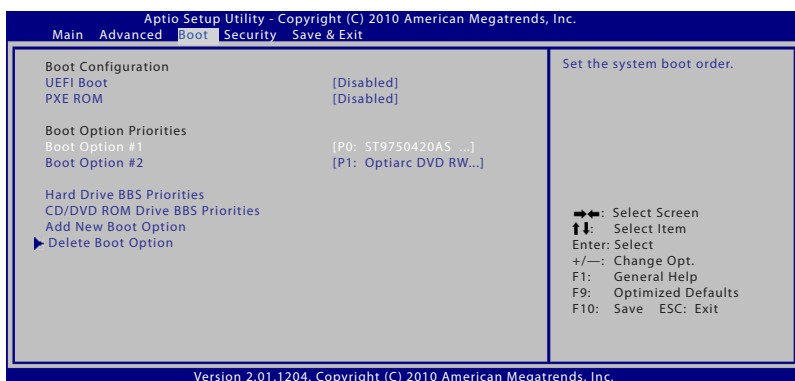 Aptio Setup Utility - Copyright (C) 2010 American Megatrends, Inc.
Main Advanced Boot Security Save & Exit
Boot Configuration
UEFI Boot [Disabled]
PXE ROM [Disabled]
Boot Option Priorities
Boot Option #1 [P0: ST9750420AS ...]
Boot Option #2 [P1: Optiarc DVD RW...]
Hard Drive BBS Priorities
CD/DVD ROM Drive BBS Priorities
Add New Boot Option
Delete Boot Option
Set the system boot order.
→←: Select Screen
↑↓: Select Item
Enter: Select
+/—: Change Opt.
F1: General Help
F9: Optimized Defaults
F10: Save ESC: Exit
Version 2.01.1204. Copyright (C) 2010 American Megatrends, Inc.